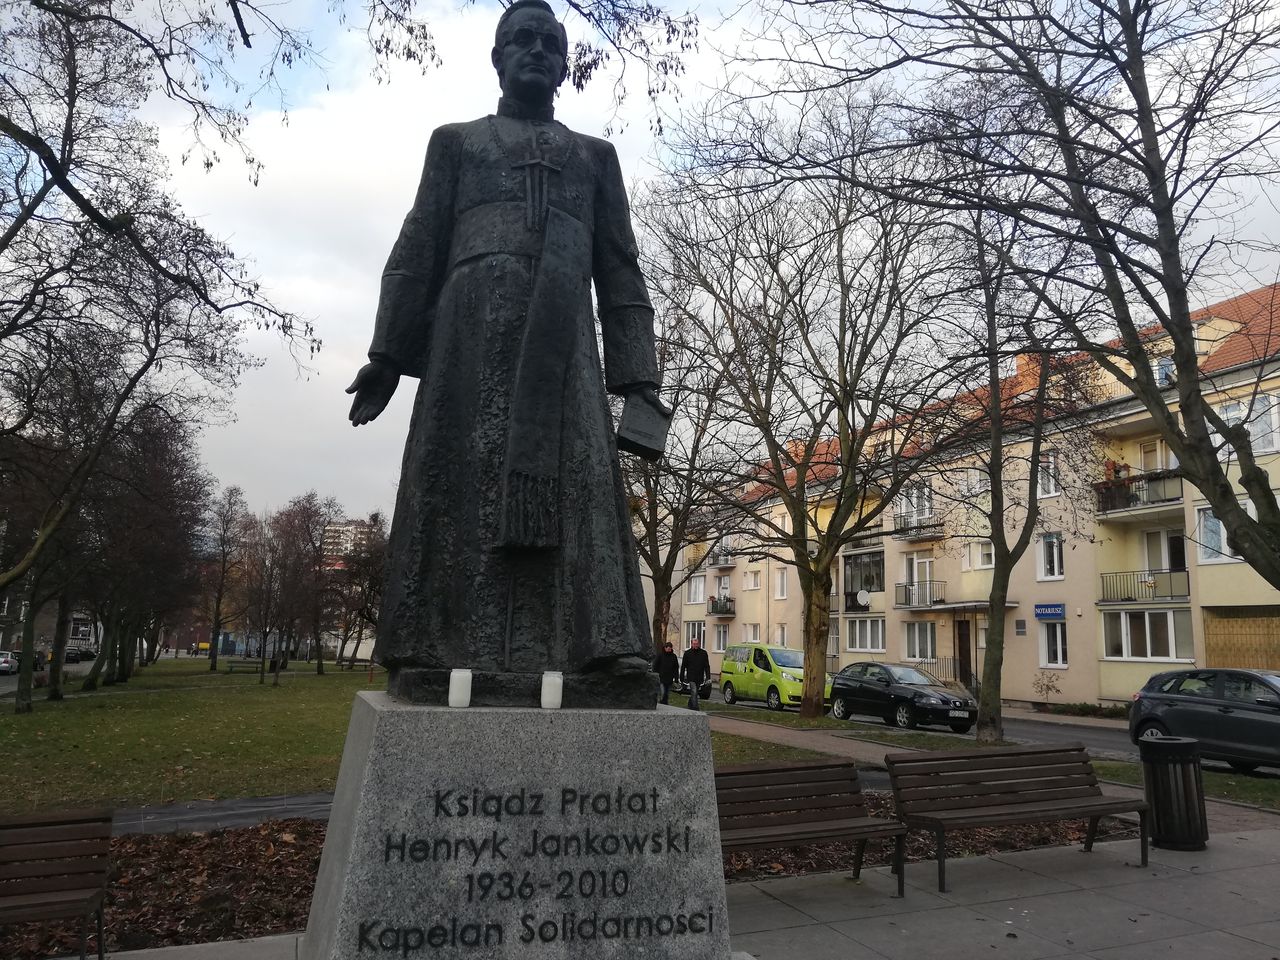 Ksiądz Prałat
Henryk Jankowski
1936-2010
Kapelan Solidarności
NOTARIUSZ